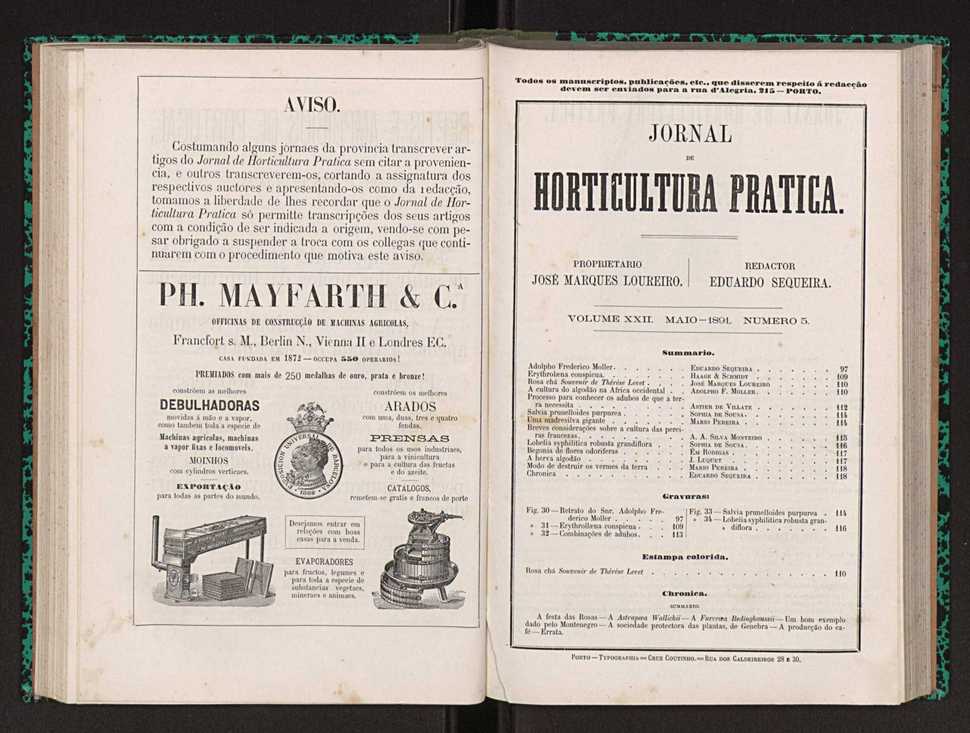 AVISO.
Costumando alguns jornaes da provincia transcrever ar-
tigos do Jornal de Horticultura Pratica sem citar a provenien-
cia, e outros transcreverem-os, cortando a assignatura dos
respectivos auctores e apresentando-os como da redacção,
tomamos a liberdade de lhes recordar que o Jornal de Hor-
ticultura Pratica só permitte transcripções dos seus artigos
com a condição de ser indicada a origem, vendo-se com pe-
sar obrigado a suspender a troca com os collegas que conti-
nuarem com o procedimento que motiva este aviso.
PH. MAYFARTH & C.A
OFFICINAS DE CONSTRUCÇÃO DE MACHINAS AGRICOLAS,
Francfort s. M., Berlin N., Vienna II e Londres EC.
CASA FUNDADA EM 1872 — OCCUPA 550 OPERARIOS!
PREMIADOS com mais de 250 medalhas de ouro, prata e bronze!
constróem as melhores
DEBULHADORAS
movidas á mão e a vapor,
como tambem toda a especie de
Machinas agricolas, machinas
a vapor fixas e locomoveis.
MOINHOS
com cylindros verticaes.
EXPORTAÇÃO
para todas as partes do mundo.
EXPOSICION UNIVERSAL DE BARCELONA
1888
constróem os melhores
ARADOS
com uma, duas, tres e quatro
fendas.
PRENSAS
para todos os usos industriaes,
para a vinicultura
e para a cultura das fructas
e do azeite.
CATALOGOS,
remetem-se gratis e francos de porte
Desejamos entrar em
relações com boas
casas para a venda.
EVAPORADORES
para fructos, legumes e
para toda a especie de
substancias vegetaes,
mineraes e animaes.
Todos os manuscriptos, publicações, etc., que disserem respeito á redacção
devem ser enviados para a rua d'Alegria, 215 — PORTO.
JORNAL
DE
HORTICULTURA PRATICA.
PROPRIETARIO
JOSÉ MARQUES LOUREIRO.
REDACTOR
EDUARDO SEQUEIRA.
VOLUME XXII. MAIO—1891. NUMERO 5.
Summario.
Adolpho Frederico Moller. EDUARDO SEQUEIRA 97
Erythrolena conspicua. HAAGE & SCHMIDT 109
Rosa chá Souvenir de Thérèse Levet JOSÉ MARQUES LOUREIRO 110
A cultura do algodão na Africa occidental ADOLPHO F. MOLLER. 110
Processo para conhecer os adubos de que a ter-
ra necessita ASTIER DE VILLATE 112
Salvia prunelloides purpurea SOPHIA DE SOUSA. 114
Uma madresilva gigante MARIO PEREIRA 114
Breves considerações sobre a cultura das perei-
ras francezas. A. A. SILVA MONTEIRO 115
Lobelia syphilitica robusta grandiflora SOPHIA DE SOUSA. 116
Begonia de flores odoriferas EM RODIGAS 117
A herva algodão J. LUQUET 117
Modo de destruir os vermes da terra MARIO PEREIRA 118
Chronica EDUARDO SEQUEIRA 118
Gravuras:
Fig. 30 — Retrato do Snr. Adolpho Fre-
derico Moller 97
» 31 — Erythrolena conspicua. 109
» 32 — Combinações de adubos. 113
Fig. 33 — Salvia prunelloides purpurea 114
» 34 — Lobelia syphilitica robusta gran-
diflora 116
Estampa colorida.
Rosa chá Souvenir de Thérèse Levet 110
Chronica.
SUMMARIO:
A festa das Rosas — A Astrapæa Wallichii — A Furcrœa Bedinghamsii — Um bom exemplo
dado pelo Montenegro — A sociedade protectora das plantas, de Genebra — A producção do ca-
fé — Errata.
PORTO — TYPOGRAPHIA DE CRUZ COUTINHO. — RUA DOS CALDEIREIROS 28 E 30.